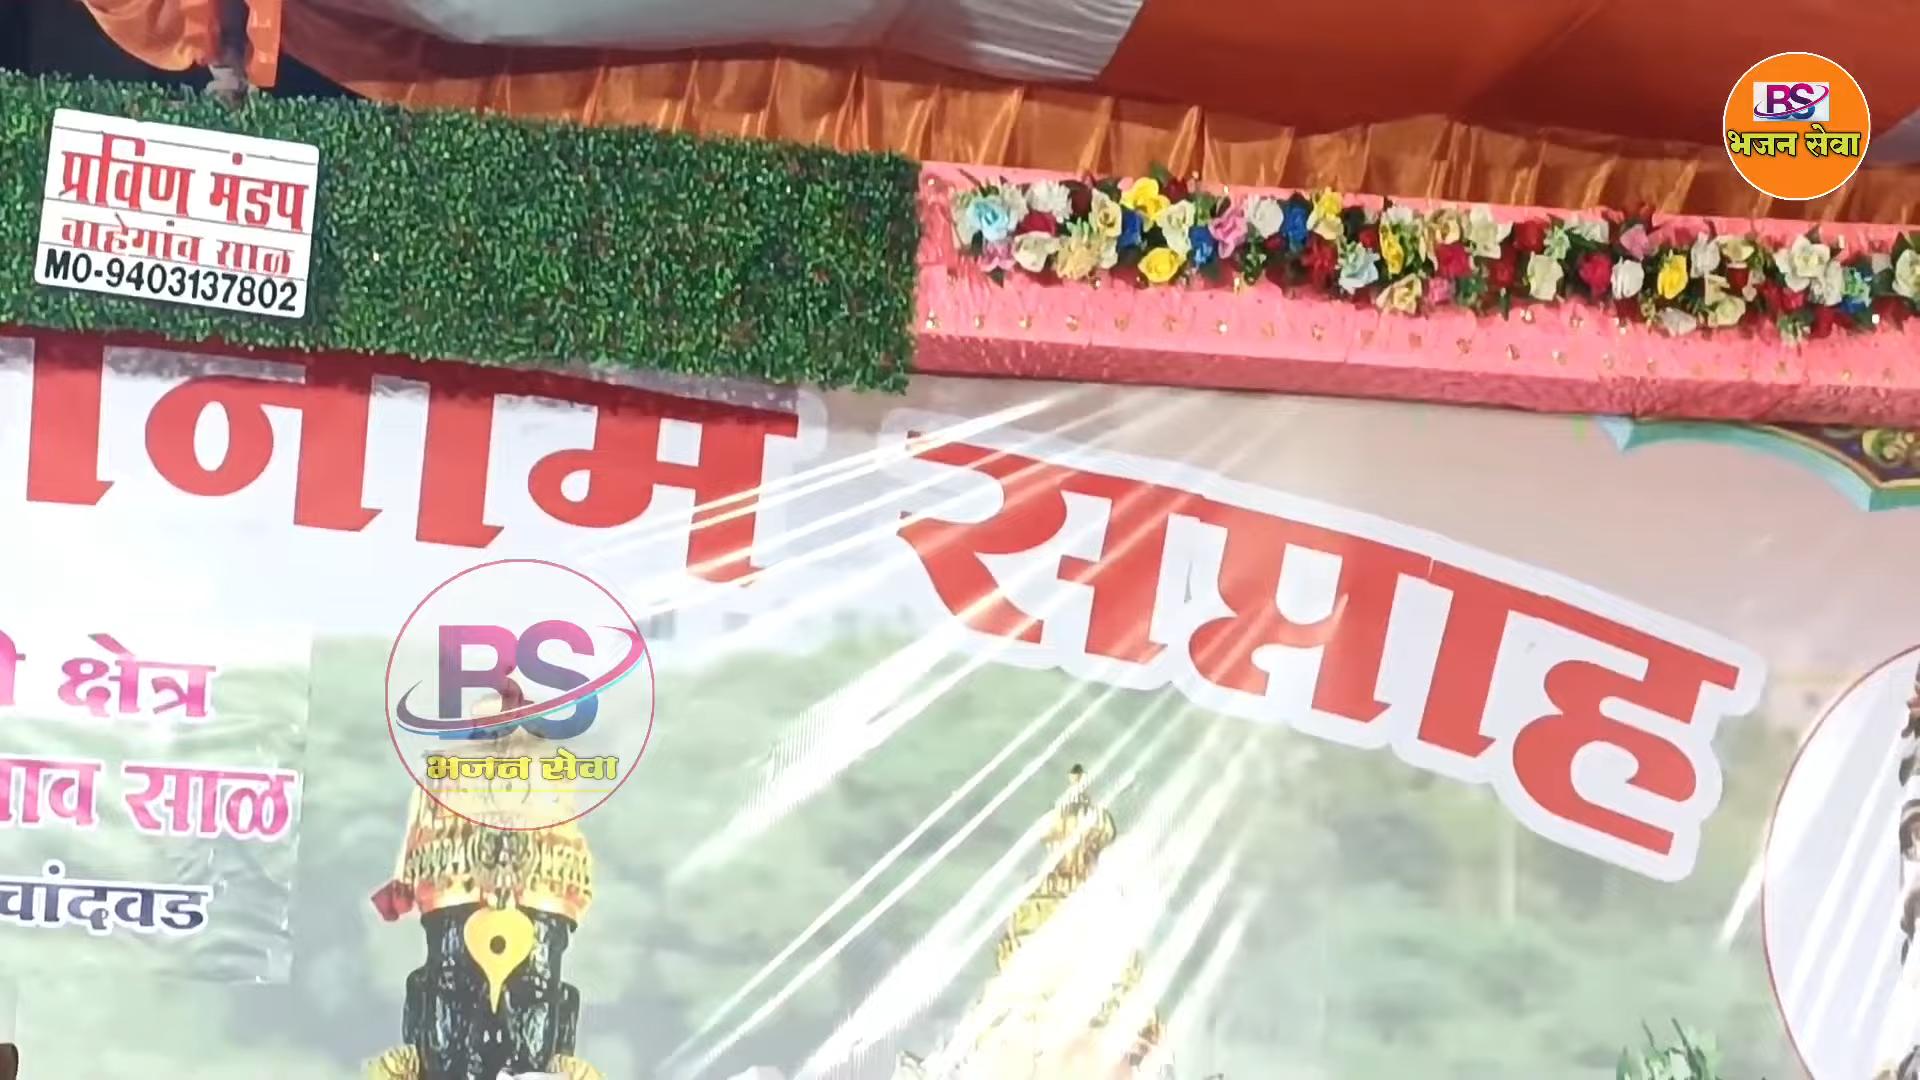 BS
भजन सेवा
प्रविण मंडप
वाहेगांव साळ
MO-9403137802
नाम सप्ताह
BS
भजन सेवा
क्षेत्र
साळ
चांदवड